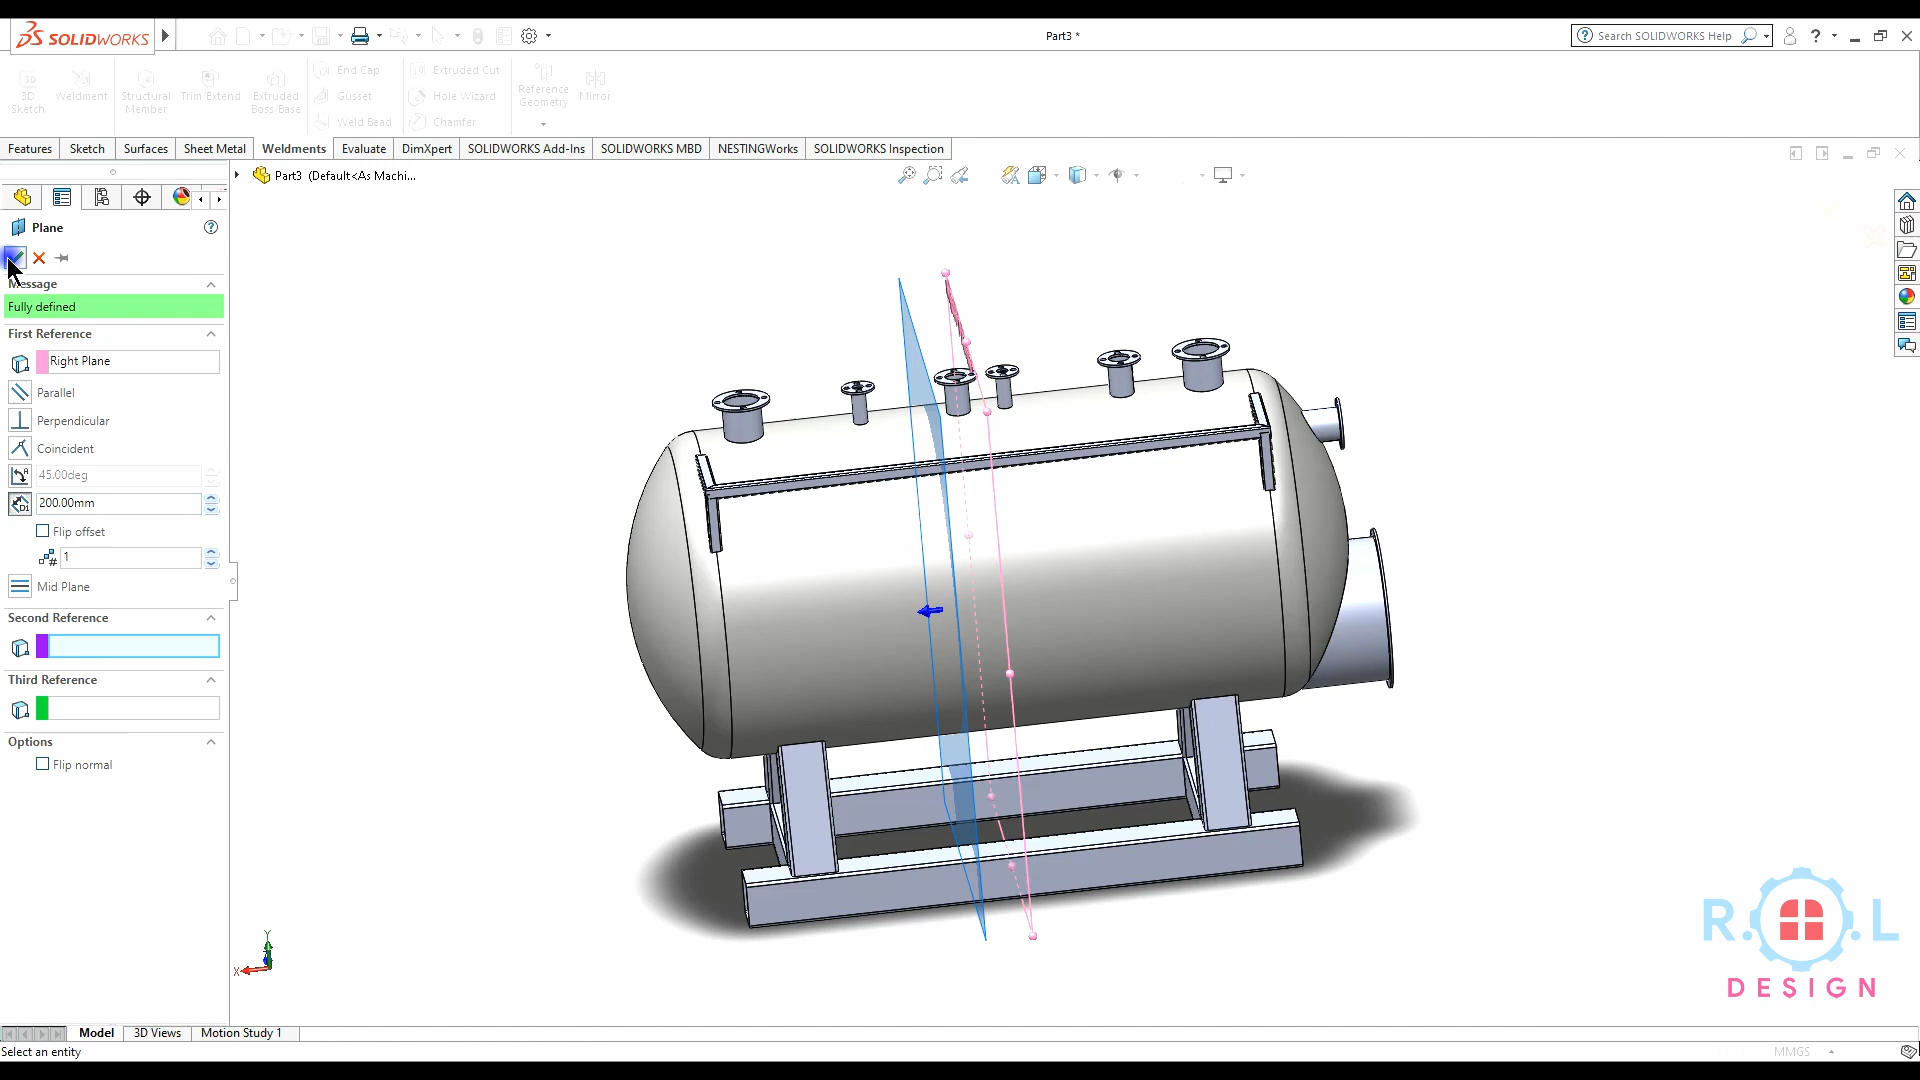 SOLIDWORKS
Part3 *
Search SOLIDWORKS Help
3D Sketch
Weldment
Structural Member
Trim/Extend
Extruded Boss/Base
End Cap
Gusset
Weld Bead
Extruded Cut
Hole Wizard
Chamfer
Reference Geometry
Mirror
Features Sketch Surfaces Sheet Metal Weldments Evaluate DimXpert SOLIDWORKS Add-Ins SOLIDWORKS MBD NESTINGWorks SOLIDWORKS Inspection
Part3 (Default<As Machi...
Plane
Message
Fully defined
First Reference
Right Plane
Parallel
Perpendicular
Coincident
45.00deg
200.00mm
Flip offset
1
Mid Plane
Second Reference
Third Reference
Options
Flip normal
Y
X
R.L
DESIGN
Model 3D Views Motion Study 1
Select an entity
MMGS